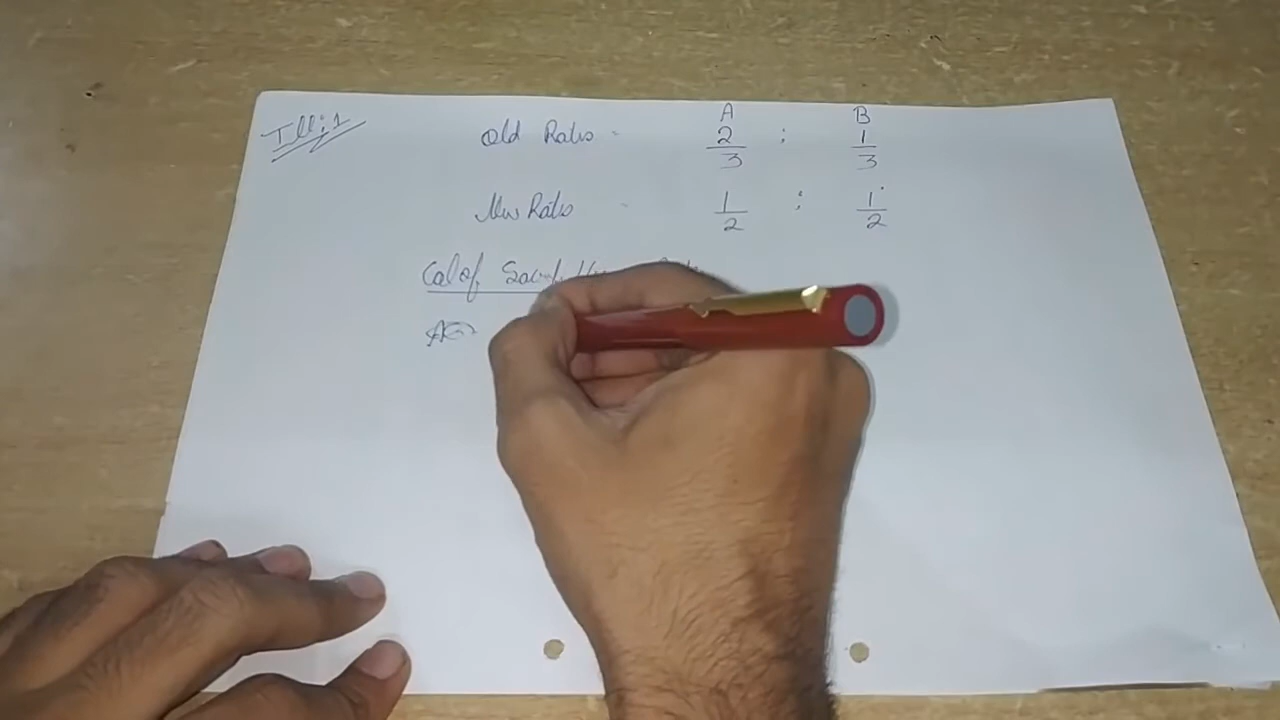 Ill:1
A B
Old Ratio - 2/3 : 1/3
New Ratio - 1/2 : 1/2
Cal of
A